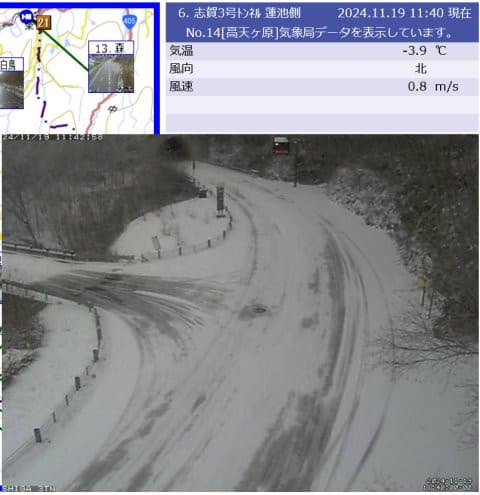 6. 志賀3号ﾄﾝﾈﾙ 蓮池側 2024.11.19 11:40 現在
No.14[高天ケ原]気象局データを表示しています。
気温 -3.9 ℃
風向 北
風速 0.8 m/s
21
405
13. 森
白鳥
24/11/19 11:42:58
SHIGA 3TN